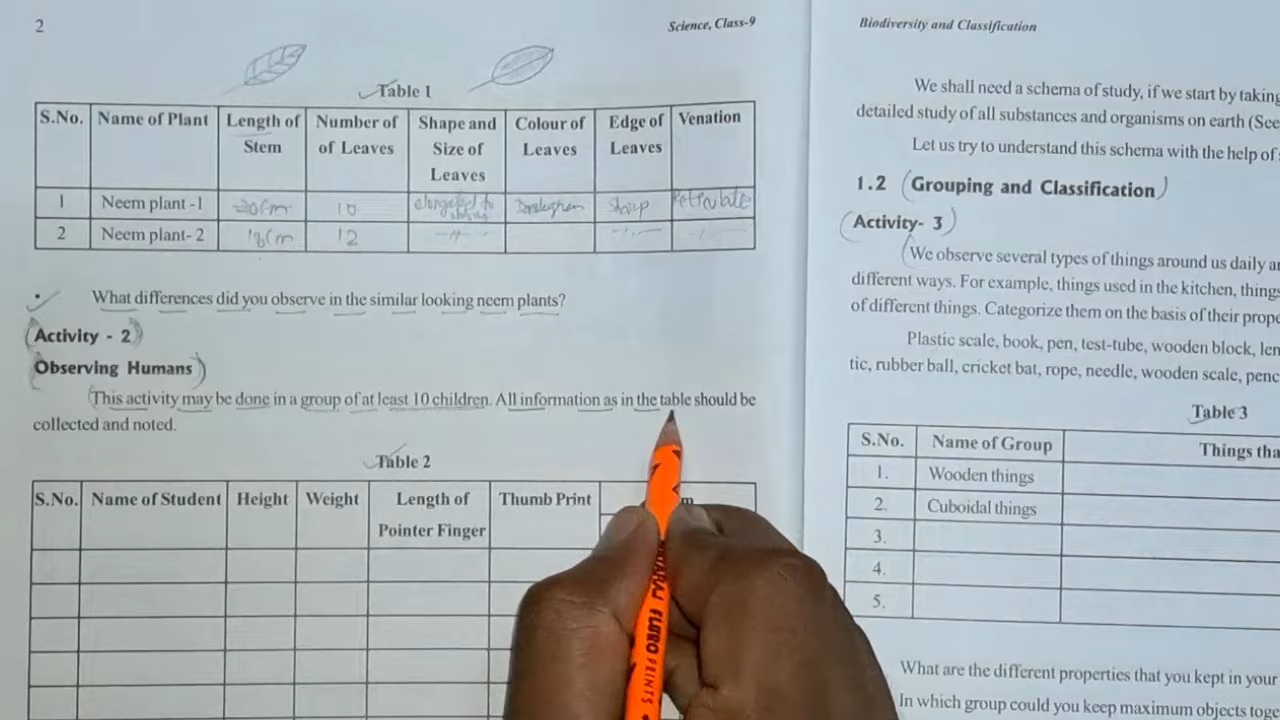 2
Science, Class-9
Table 1
S.No. Name of Plant Length of Stem Number of Leaves Shape and Size of Leaves Colour of Leaves Edge of Leaves Venation
1 Neem plant -1 20cm 10 elongated to Sharp Reticulate
2 Neem plant- 2 18cm 12
What differences did you observe in the similar looking neem plants?
Activity - 2
Observing Humans
This activity may be done in a group of at least 10 children. All information as in the table should be
collected and noted.
Table 2
S.No. Name of Student Height Weight Length of Pointer Finger Thumb Print
Biodiversity and Classification
We shall need a schema of study, if we start by taking
detailed study of all substances and organisms on earth (See
Let us try to understand this schema with the help of
1.2 Grouping and Classification
Activity- 3
We observe several types of things around us daily
different ways. For example, things used in the kitchen, things
of different things. Categorize them on the basis of their
Plastic scale, book, pen, test-tube, wooden block,
tic, rubber ball, cricket bat, rope, needle, wooden scale,
Table 3
S.No. Name of Group Things
1. Wooden things
2. Cuboidal things
3.
4.
5.
What are the different properties that you kept in your
In which group could you keep maximum objects
FLURO PRINTS